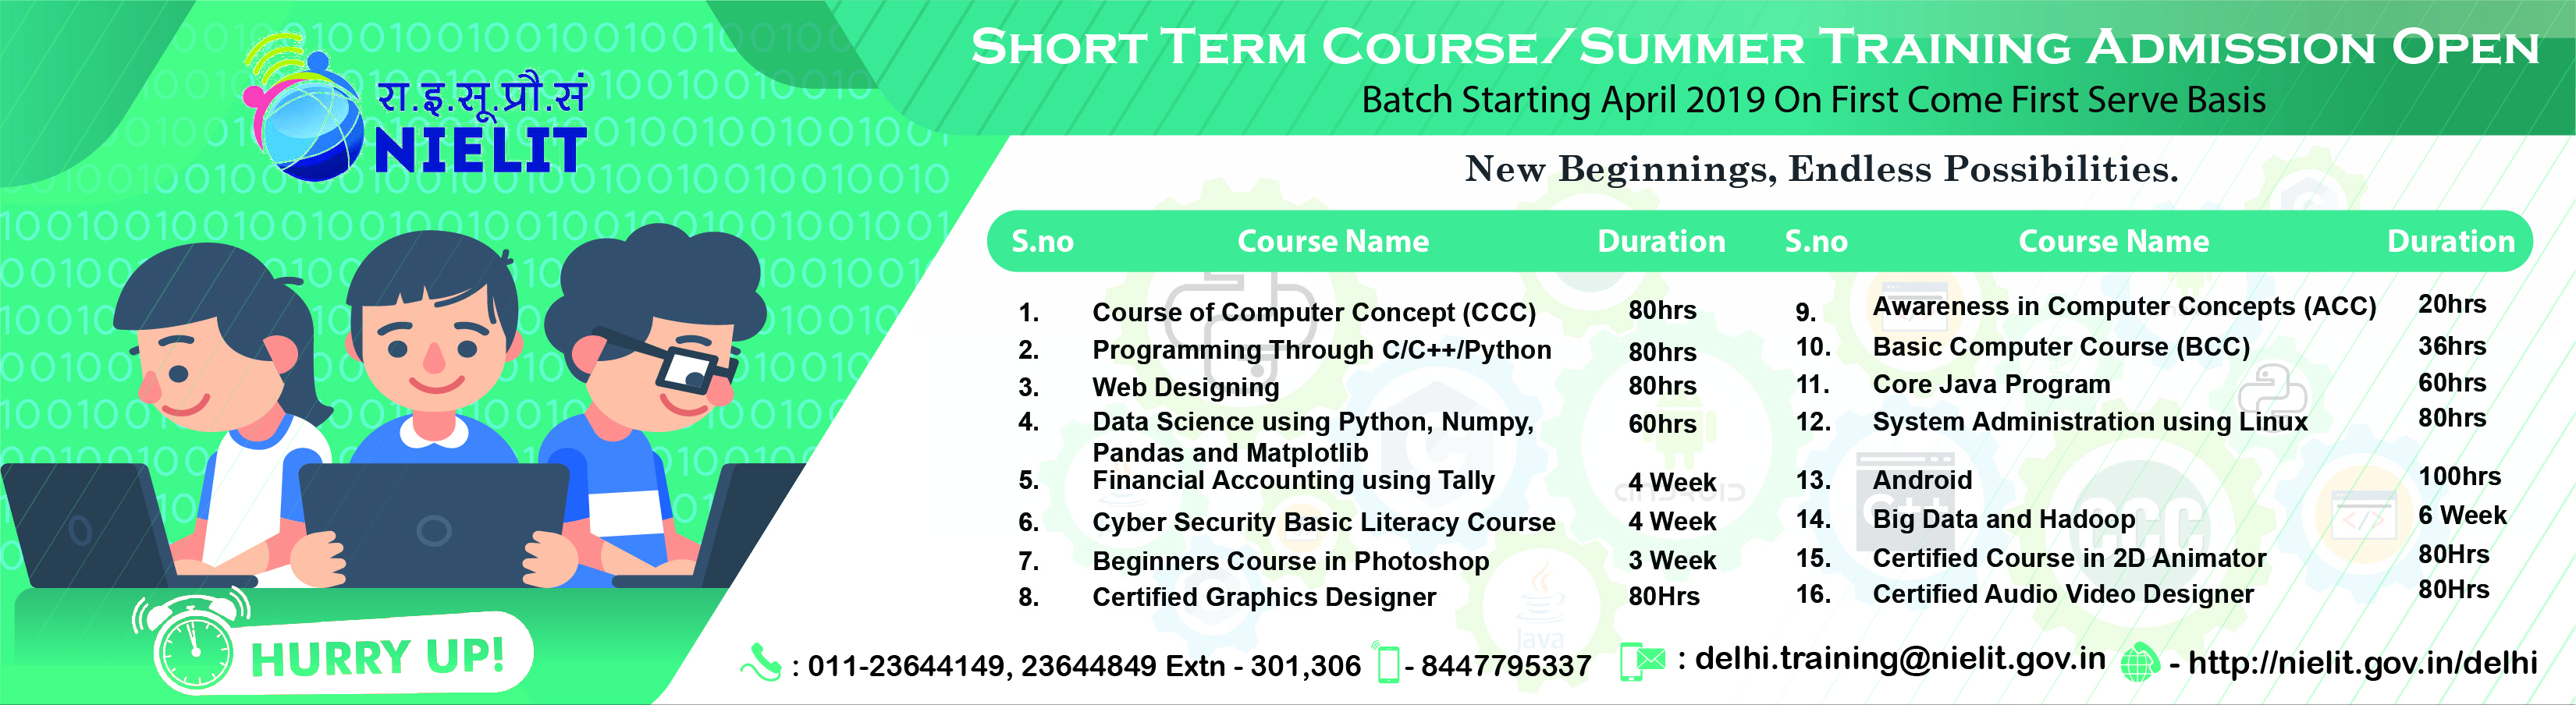 रा.इ.सू.प्रौ.सं
NIELIT
SHORT TERM COURSE/SUMMER TRAINING ADMISSION OPEN
Batch Starting April 2019 On First Come First Serve Basis
New Beginnings, Endless Possibilities.
S.no Course Name Duration S.no Course Name Duration
1. Course of Computer Concept (CCC) 80hrs 9. Awareness in Computer Concepts (ACC) 20hrs
2. Programming Through C/C++/Python 80hrs 10. Basic Computer Course (BCC) 36hrs
3. Web Designing 80hrs 11. Core Java Program 60hrs
4. Data Science using Python, Numpy, 60hrs 12. System Administration using Linux 80hrs
Pandas and Matplotlib
5. Financial Accounting using Tally 4 Week 13. Android 100hrs
6. Cyber Security Basic Literacy Course 4 Week 14. Big Data and Hadoop 6 Week
7. Beginners Course in Photoshop 3 Week 15. Certified Course in 2D Animator 80Hrs
8. Certified Graphics Designer 80Hrs 16. Certified Audio Video Designer 80Hrs
HURRY UP!
: 011-23644149, 23644849 Extn - 301,306 - 8447795337 : delhi.training@nielit.gov.in - http://nielit.gov.in/delhi